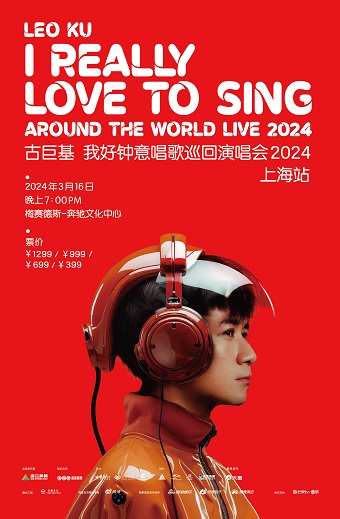 LEO KU
I REALLY
LOVE TO SING
AROUND THE WORLD LIVE 2024
古巨基 我好钟意唱歌巡回演唱会2024
上海站
2024年3月16日
晚上7:00PM
梅赛德斯-奔驰文化中心
票价
¥1299 / ¥999 /
¥699 / ¥399